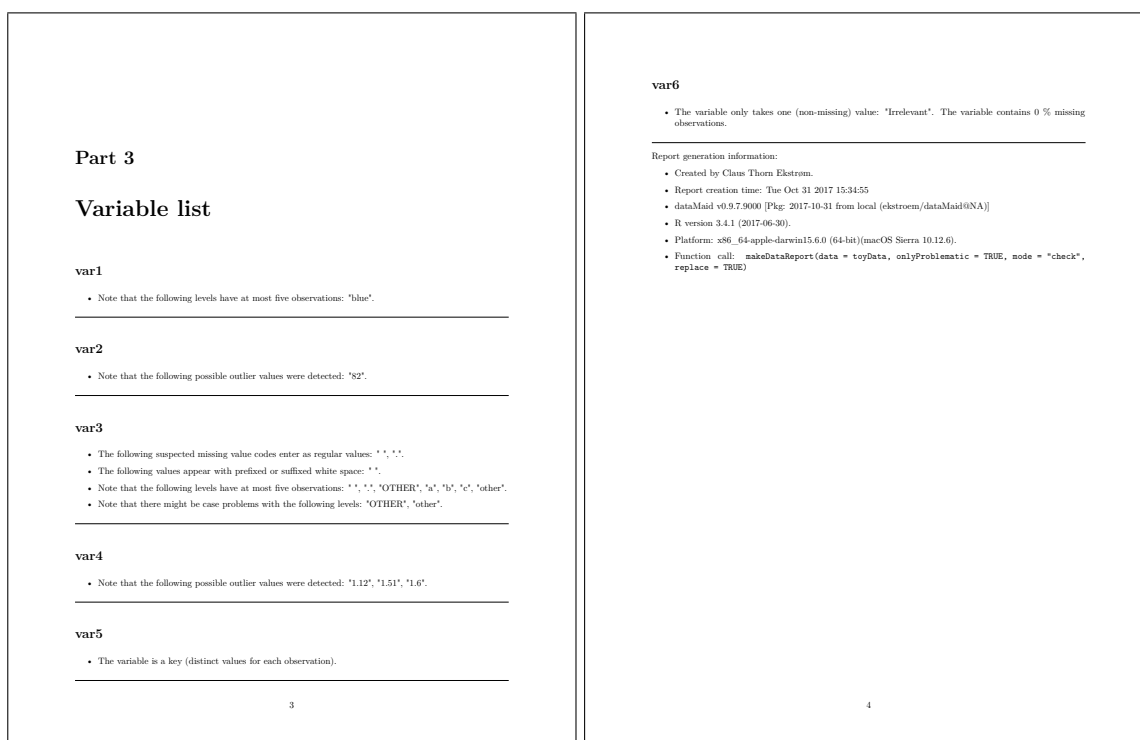 Part 3
Variable list
var1
• Note that the following levels have at most five observations: "blue".
var2
• Note that the following possible outlier values were detected: "82".
var3
• The following suspected missing value codes enter as regular values: " ", ".".
• The following values appear with prefixed or suffixed white space: " ".
• Note that the following levels have at most five observations: " ", ".", "OTHER", "a", "b", "c", "other".
• Note that there might be case problems with the following levels: "OTHER", "other".
var4
• Note that the following possible outlier values were detected: "1.12", "1.51", "1.6".
var5
• The variable is a key (distinct values for each observation).
3
var6
• The variable only takes one (non-missing) value: "Irrelevant". The variable contains 0 % missing
observations.
Report generation information:
• Created by Claus Thorn Ekstrøm.
• Report creation time: Tue Oct 31 2017 15:34:55
• dataMaid v0.9.7.9000 [Pkg: 2017-10-31 from local (ekstroem/dataMaid@NA)]
• R version 3.4.1 (2017-06-30).
• Platform: x86_64-apple-darwin15.6.0 (64-bit)(macOS Sierra 10.12.6).
• Function call: makeDataReport(data = toyData, onlyProblematic = TRUE, mode = "check",
replace = TRUE)
4